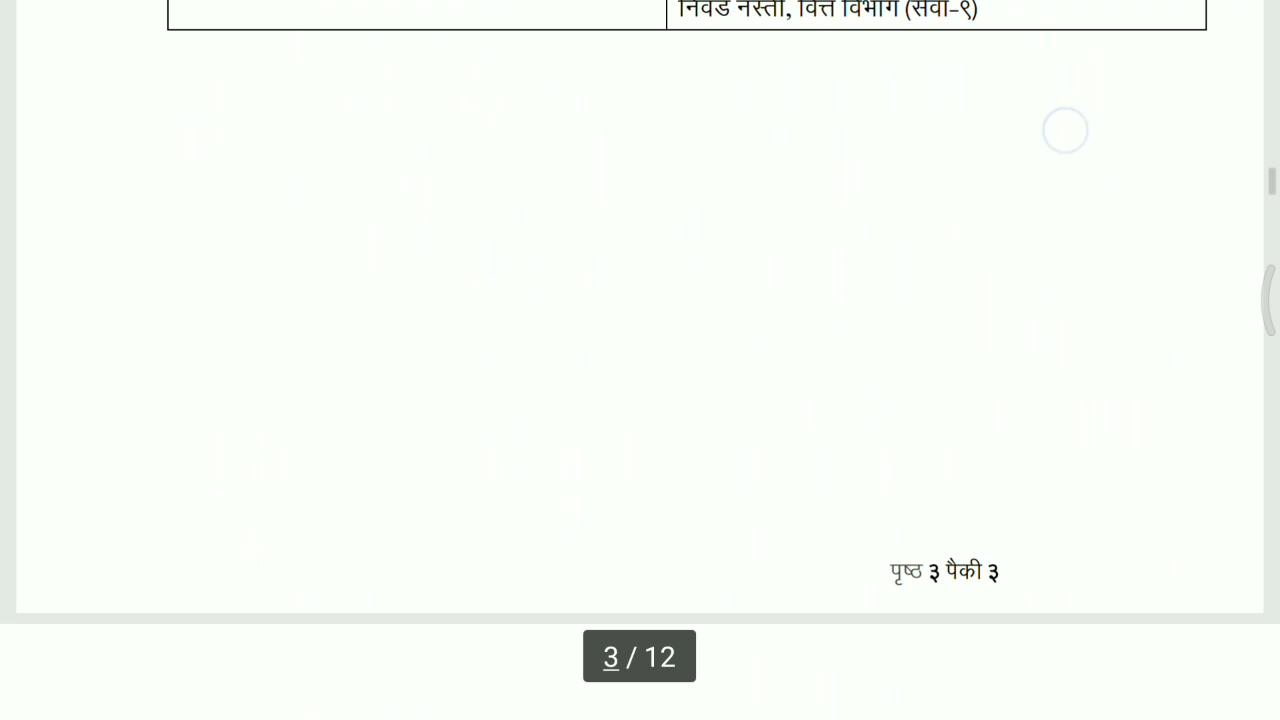 निवड नस्ती, वित्त विभाग (सेवा-९)
पृष्ठ ३ पैकी ३
3 / 12